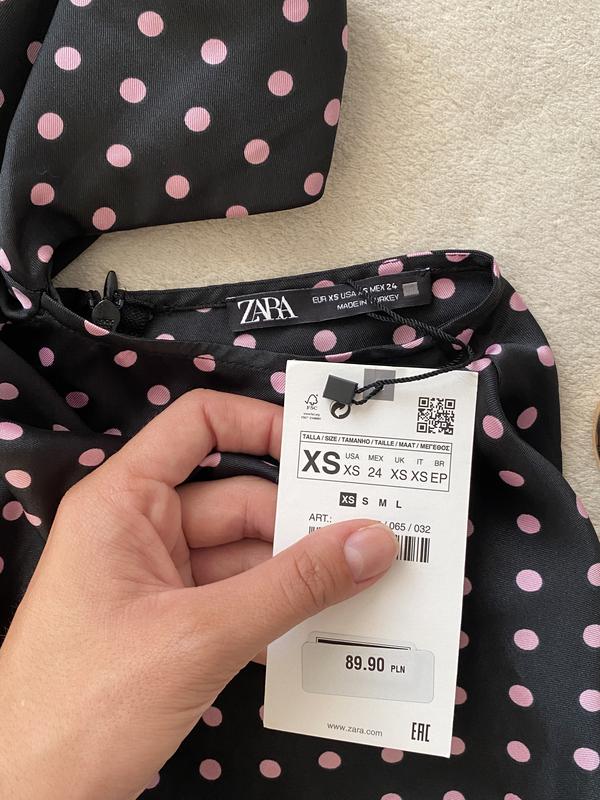 ZARA
EUR XS USA XS MEX 24
MADE IN TURKEY
FSC
TALLA / SIZE / TAMANHO / TAILLE / MAAT / ΜΕΓΕΘΟΣ
XS
USA MEX UK IT BR
XS 24 XS XS EP
XS S M L
ART.: / 065 / 032
89.90 PLN
www.zara.com
EAC